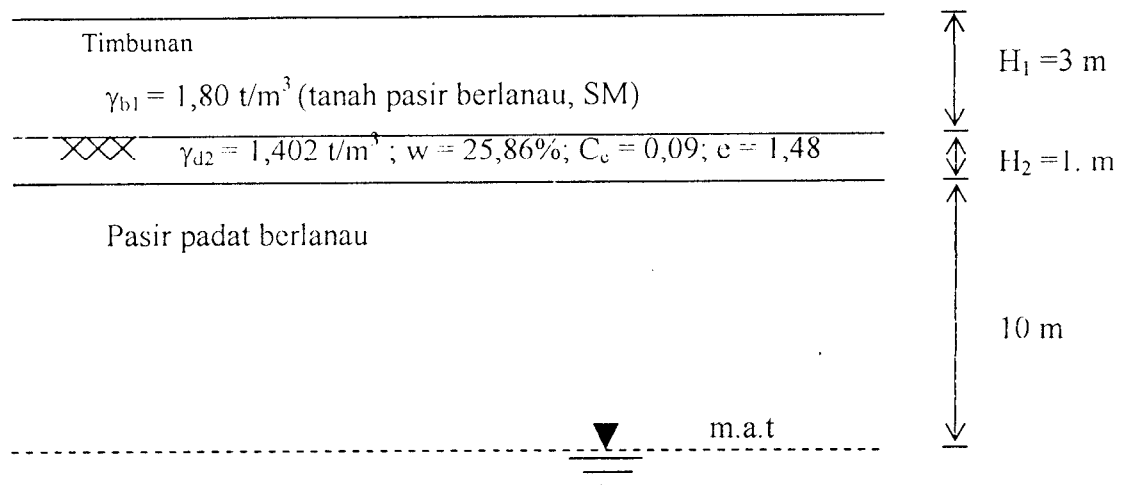 Timbunan
H₁ =3 m
γb1 = 1,80 t/m³ (tanah pasir berlanau, SM)
γd2 = 1,402 t/m³ ; w = 25,86%; Cc = 0,09; e = 1,48
H₂ =1. m
Pasir padat berlanau
10 m
m.a.t